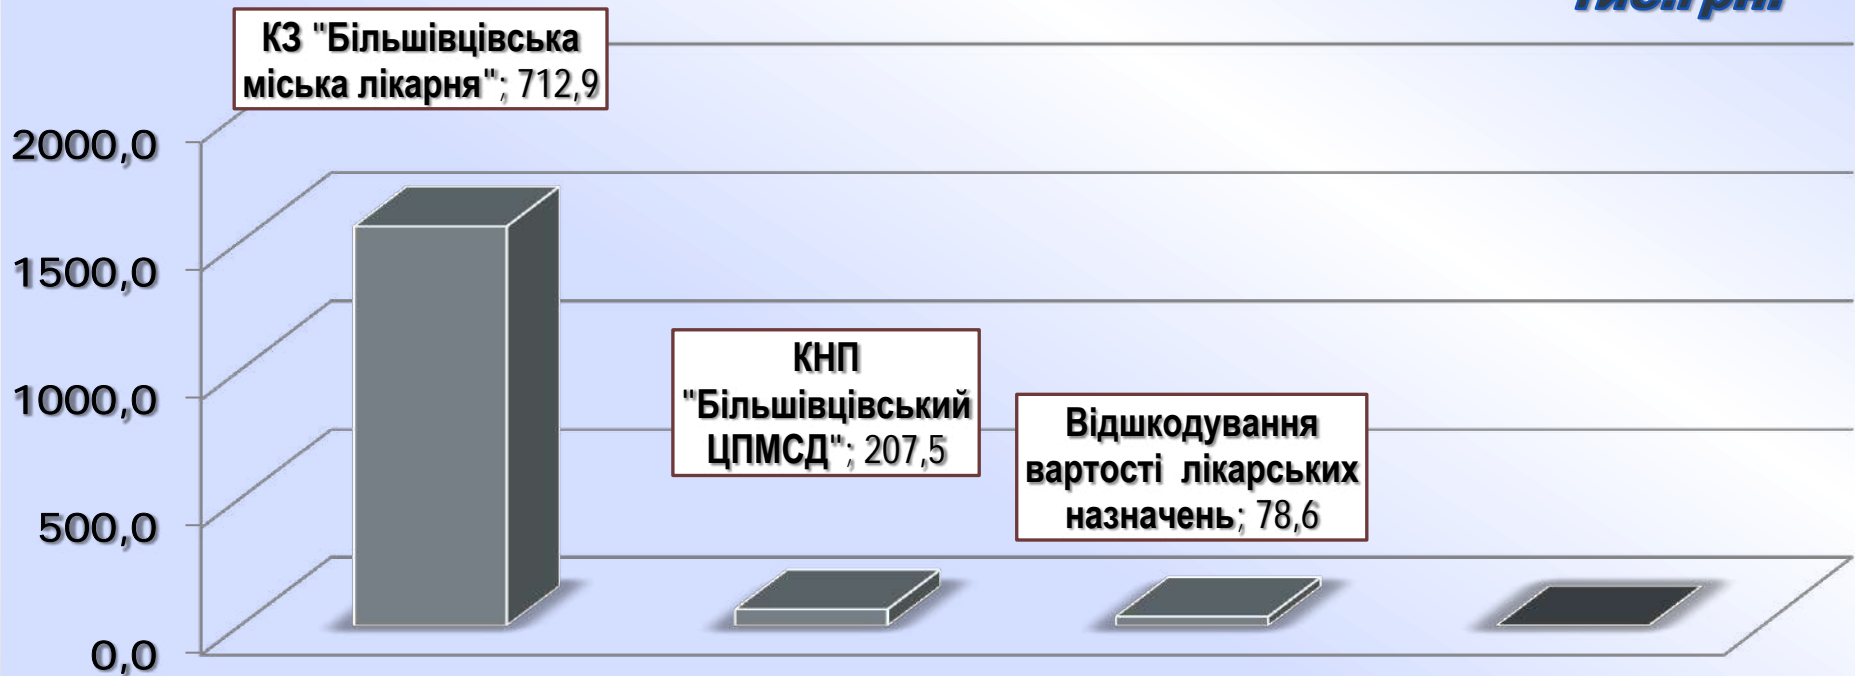 КЗ "Більшівцівська
міська лікарня"; 712,9
2000,0
1500,0
1000,0
500,0
0,0
КНП
"Більшівцівський
ЦПМСД"; 207,5
Відшкодування
вартості лікарських
назначень; 78,6